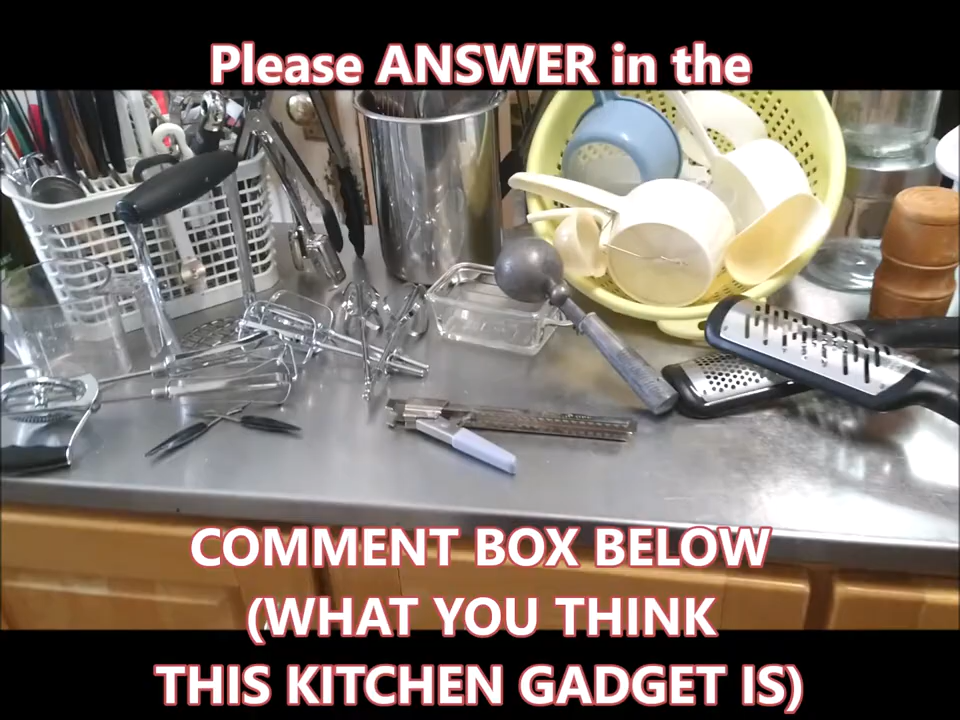 Please ANSWER in the
COMMENT BOX BELOW
(WHAT YOU THINK
THIS KITCHEN GADGET IS)